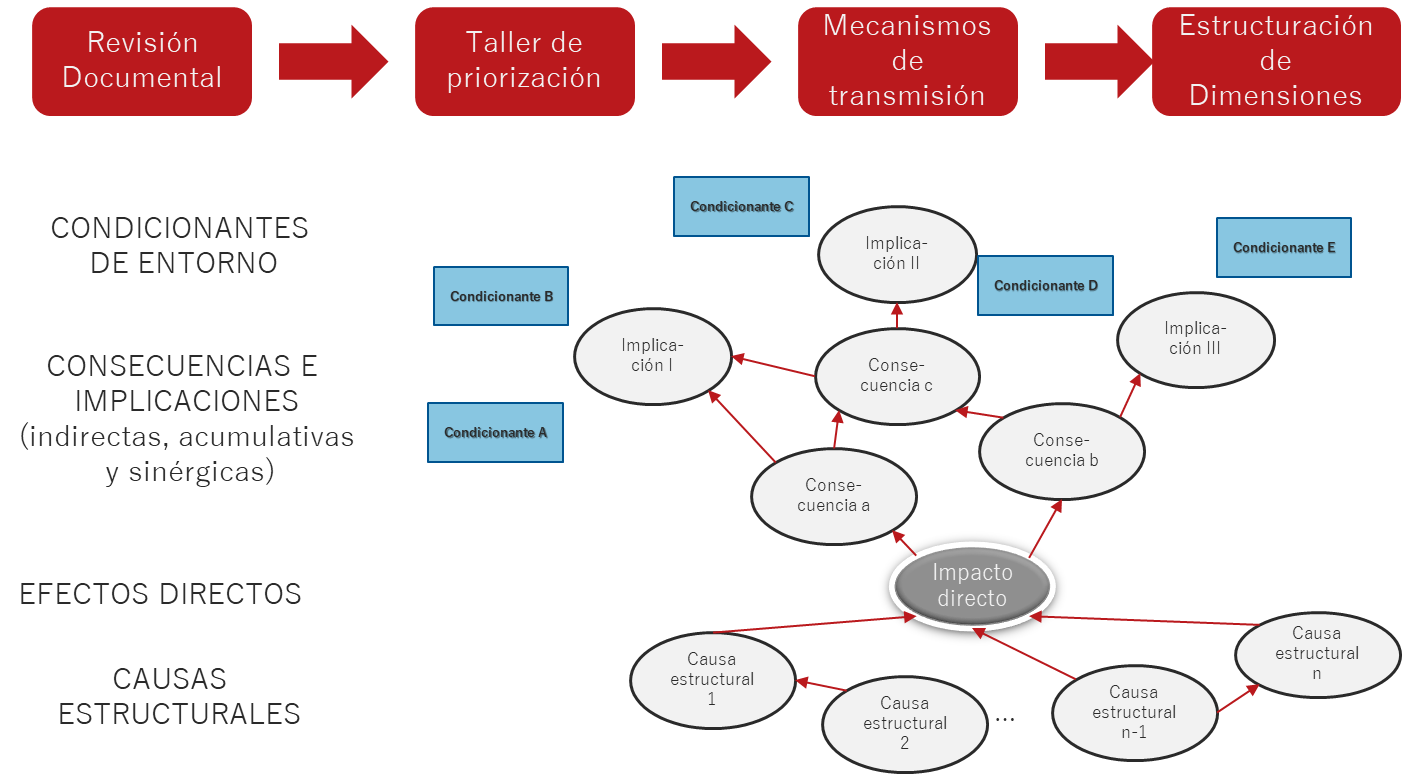 Revisión
Documental
Taller de
priorización
Mecanismos
de
transmisión
Estructuración
de
Dimensiones
CONDICIONANTES
DE ENTORNO
Condicionante C
Implica-
ción II
Condicionante E
Condicionante B
Condicionante D
Implica-
ción I
Implica-
ción III
CONSECUENCIAS E
IMPLICACIONES
(indirectas, acumulativas
y sinérgicas)
Conse-
cuencia c
Condicionante A
Conse-
cuencia b
Conse-
cuencia a
EFECTOS DIRECTOS
Impacto
directo
CAUSAS
ESTRUCTURALES
Causa
estructural
1
Causa
estructural
2
...
Causa
estructural
n-1
Causa
estructural
n